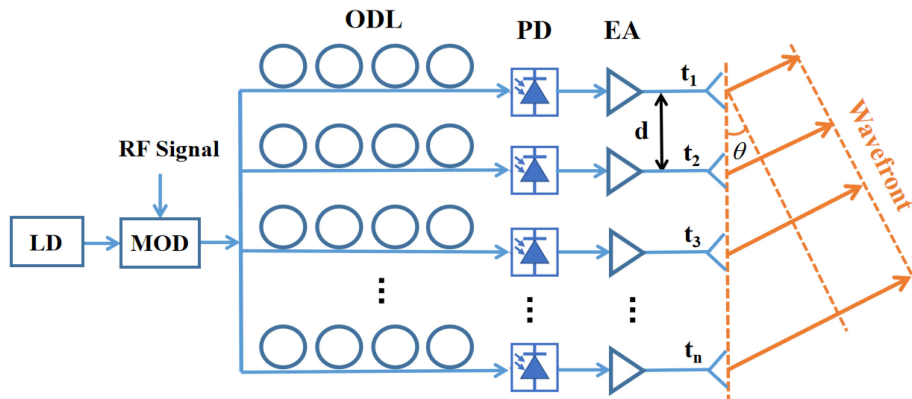 ODL
PD
EA
t1
RF Signal
d
t2
θ
Wavefront
LD
MOD
t3
tn